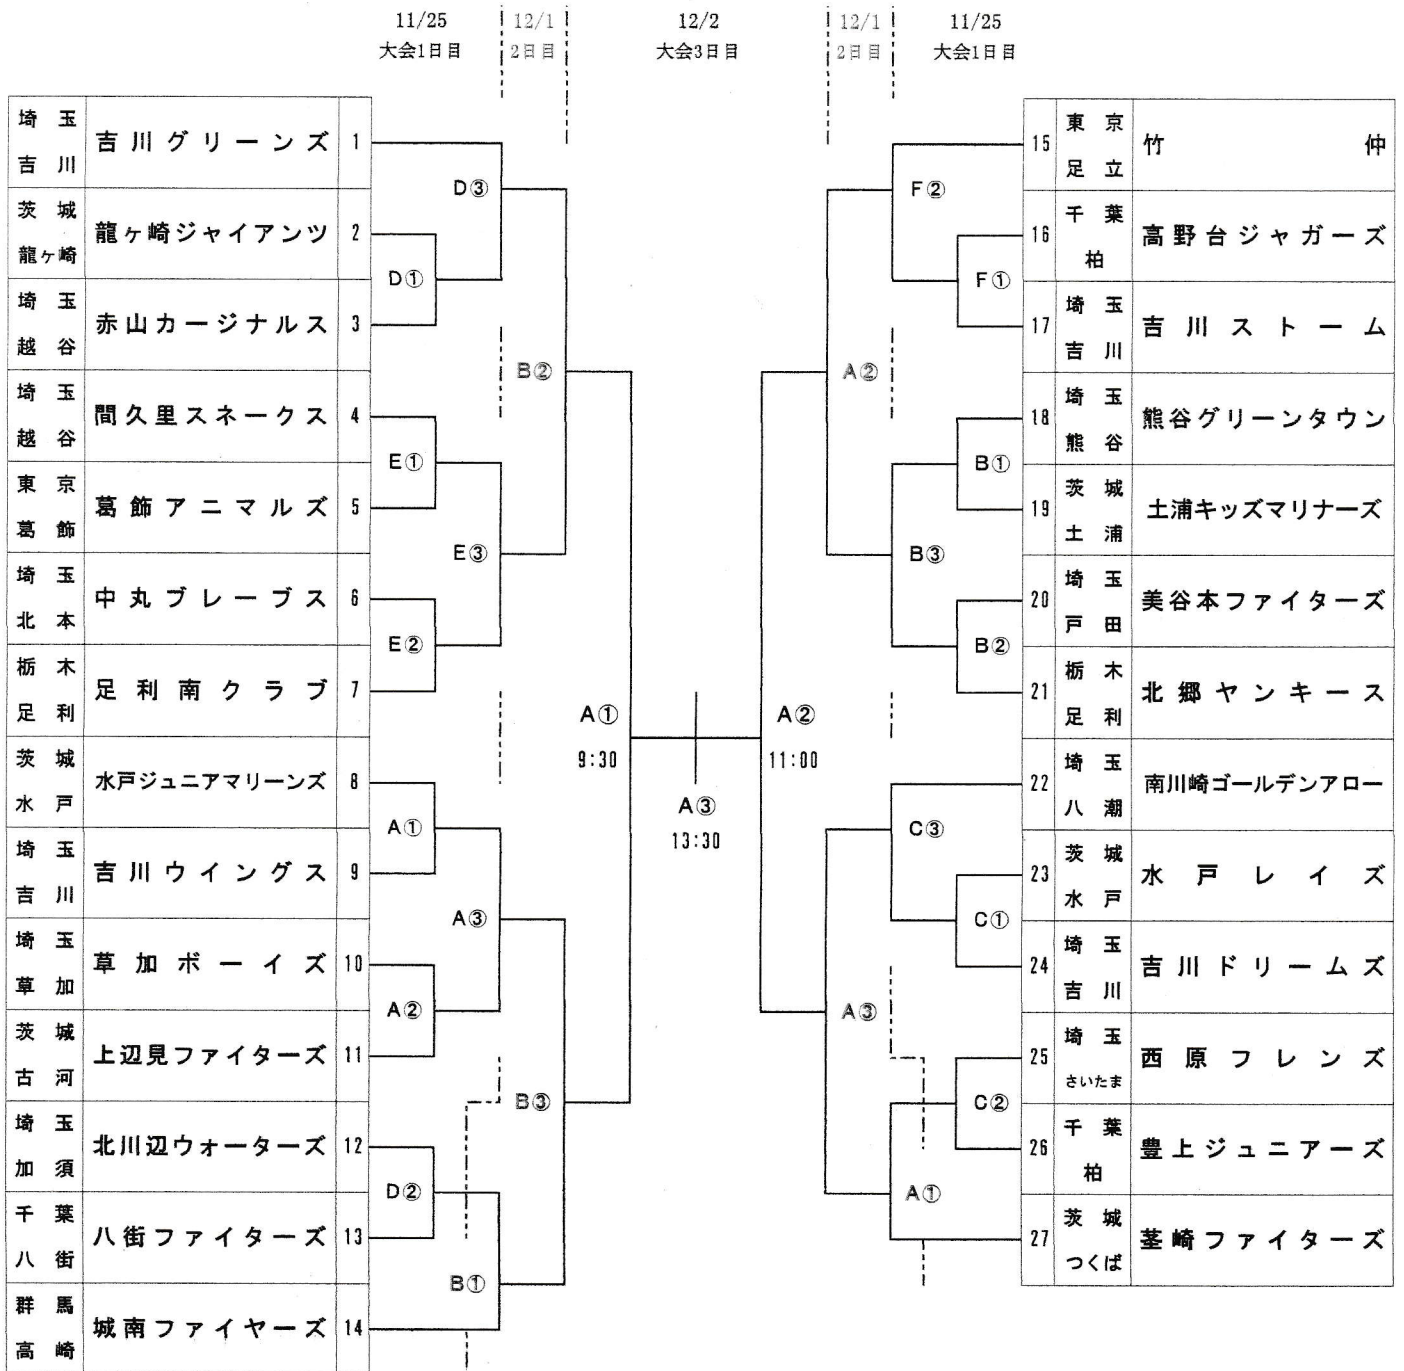 11/25 12/1 12/2 12/1 11/25
大会1日目 2日目 大会3日目 2日目 大会1日目
埼玉 吉川 吉川グリーンズ 1
茨城 龍ヶ崎 龍ヶ崎ジャイアンツ 2
埼玉 越谷 赤山カージナルス 3
埼玉 越谷 間久里スネークス 4
東京 葛飾 葛飾アニマルズ 5
埼玉 北本 中丸ブレーブス 6
栃木 足利 足利南クラブ 7
茨城 水戸 水戸ジュニアマリーンズ 8
埼玉 吉川 吉川ウイングス 9
埼玉 草加 草加ボーイズ 10
茨城 古河 上辺見ファイターズ 11
埼玉 加須 北川辺ウォーターズ 12
千葉 八街 八街ファイターズ 13
群馬 高崎 城南ファイヤーズ 14
D③
D①
B②
E①
E③
E②
A①
9:30
A①
A③
A②
B③
D②
B①
A③
13:30
A②
11:00
F②
F①
A②
B①
B③
B②
C③
C①
A③
C②
A①
15 東京 足立 竹仲
16 千葉 柏 高野台ジャガーズ
17 埼玉 吉川 吉川ストーム
18 埼玉 熊谷 熊谷グリーンタウン
19 茨城 土浦 土浦キッズマリナーズ
20 埼玉 戸田 美谷本ファイターズ
21 栃木 足利 北郷ヤンキース
22 埼玉 八潮 南川崎ゴールデンアロー
23 茨城 水戸 水戸レイズ
24 埼玉 吉川 吉川ドリームズ
25 埼玉 さいたま 西原フレンズ
26 千葉 柏 豊上ジュニアーズ
27 茨城 つくば 茎崎ファイターズ